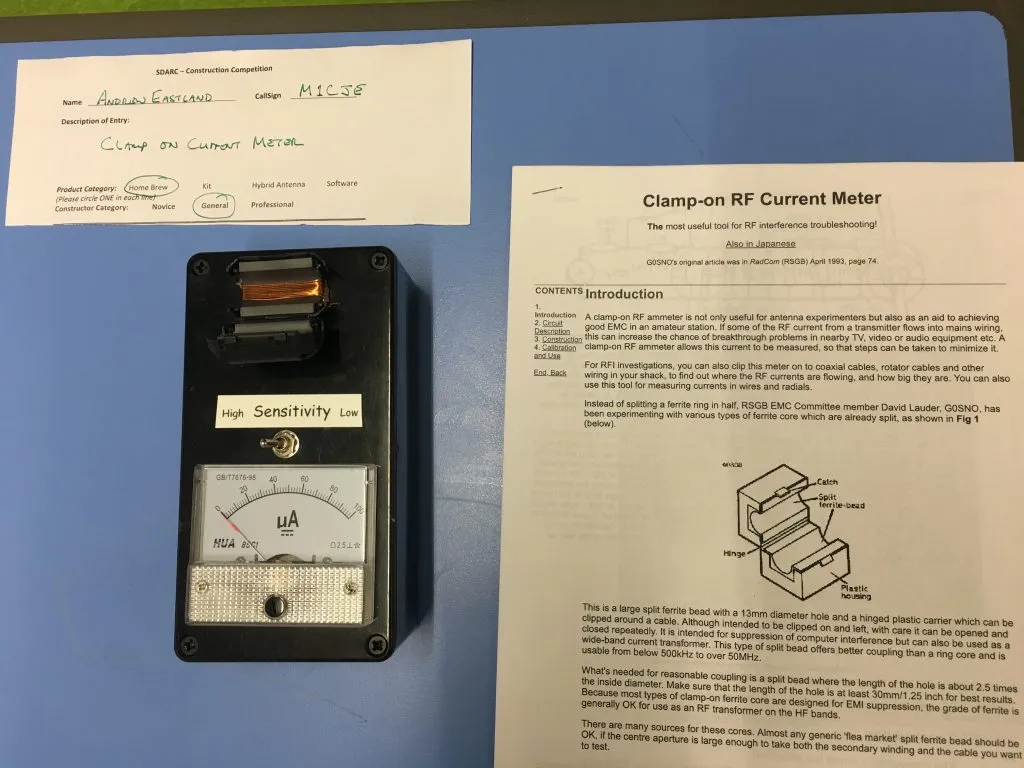 SDARC – Construction Competition
Name ANDREW EASTLAND CallSign M1CJE
Description of Entry:
CLAMP ON CURRENT METER
Product Category: Home Brew Kit Hybrid Antenna Software
(Please circle ONE in each line)
Constructor Category: Novice General Professional
High Sensitivity Low
GB/T7676-98
0 20 40 60 80 100
µA
HUA 85C1 2.5
Clamp-on RF Current Meter
The most useful tool for RF interference troubleshooting!
Also in Japanese
G0SNO's original article was in RadCom (RSGB) April 1993, page 74.
CONTENTS
1.
Introduction
2. Circuit
Description
3. Construction
4. Calibration
and Use
End, Back
Introduction
A clamp-on RF ammeter is not only useful for antenna experimenters but also as an aid to achieving
good EMC in an amateur station. If some of the RF current from a transmitter flows into mains wiring,
this can increase the chance of breakthrough problems in nearby TV, video or audio equipment etc. A
clamp-on RF ammeter allows this current to be measured, so that steps can be taken to minimize it.
For RFI investigations, you can also clip this meter on to coaxial cables, rotator cables and other
wiring in your shack, to find out where the RF currents are flowing, and how big they are. You can also
use this tool for measuring currents in wires and radials.
Instead of splitting a ferrite ring in half, RSGB EMC Committee member David Lauder, G0SNO, has
been experimenting with various types of ferrite core which are already split, as shown in Fig 1
(below).
Catch
Split
ferrite-bead
Hinge
Plastic
housing
This is a large split ferrite bead with a 13mm diameter hole and a hinged plastic carrier which can be
clipped around a cable. Although intended to be clipped on and left, with care it can be opened and
closed repeatedly. It is intended for suppression of computer interference but can also be used as a
wide-band current transformer. This type of split bead offers better coupling than a ring core and is
usable from below 500kHz to over 50MHz.
What's needed for reasonable coupling is a split bead where the length of the hole is about 2.5 times
the inside diameter. Make sure that the length of the hole is at least 30mm/1.25 inch for best results.
Because most types of clamp-on ferrite core are designed for EMI suppression, the grade of ferrite is
generally OK for use as an RF transformer on the HF bands.
There are many sources for these cores. Almost any generic 'flea market' split ferrite bead should be
OK, if the centre aperture is large enough to take both the secondary winding and the cable you want
to test.